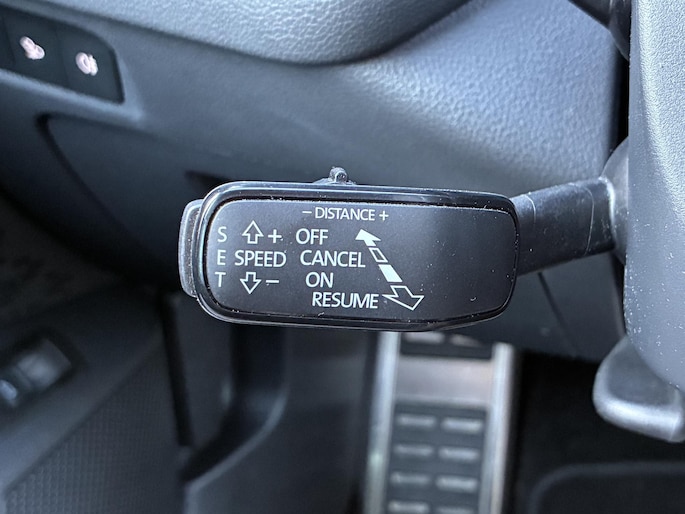 − DISTANCE +
S + OFF
E SPEED CANCEL
T − ON
RESUME